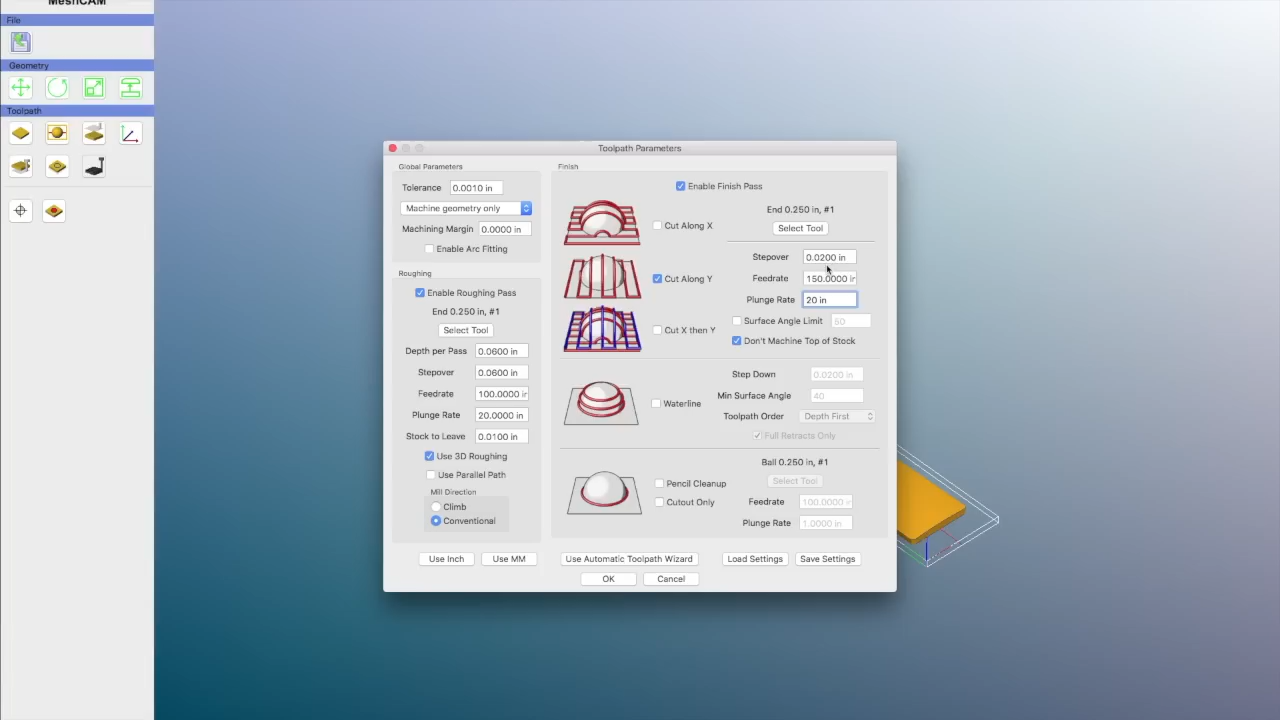 MeshCAM
File
Geometry
Toolpath
Toolpath Parameters
Global Parameters
Tolerance 0.0010 in
Machine geometry only
Machining Margin 0.0000 in
Enable Arc Fitting
Roughing
Enable Roughing Pass
End 0.250 in, #1
Select Tool
Depth per Pass 0.0600 in
Stepover 0.0600 in
Feedrate 100.0000 ir
Plunge Rate 20.0000 in
Stock to Leave 0.0100 in
Use 3D Roughing
Use Parallel Path
Mill Direction
Climb
Conventional
Finish
Enable Finish Pass
Cut Along X
Cut Along Y
Cut X then Y
End 0.250 in, #1
Select Tool
Stepover 0.0200 in
Feedrate 150.0000 ir
Plunge Rate 20 in
Surface Angle Limit 50
Don't Machine Top of Stock
Waterline
Step Down 0.0200 in
Min Surface Angle 40
Toolpath Order Depth First
Full Retracts Only
Pencil Cleanup
Cutout Only
Ball 0.250 in, #1
Select Tool
Feedrate 100.0000 ir
Plunge Rate 1.0000 in
Use Inch Use MM Use Automatic Toolpath Wizard Load Settings Save Settings
OK Cancel